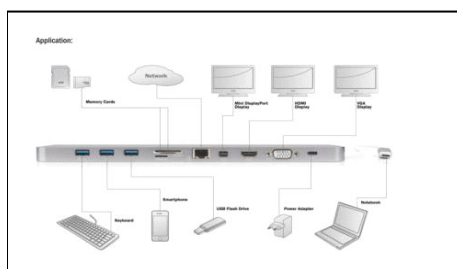 Application:
Network
Memory Cards
Mini DisplayPort
Display
HDMI
Display
VGA
Display
Smartphone
Keyboard
USB Flash Drive
Power Adapter
Notebook